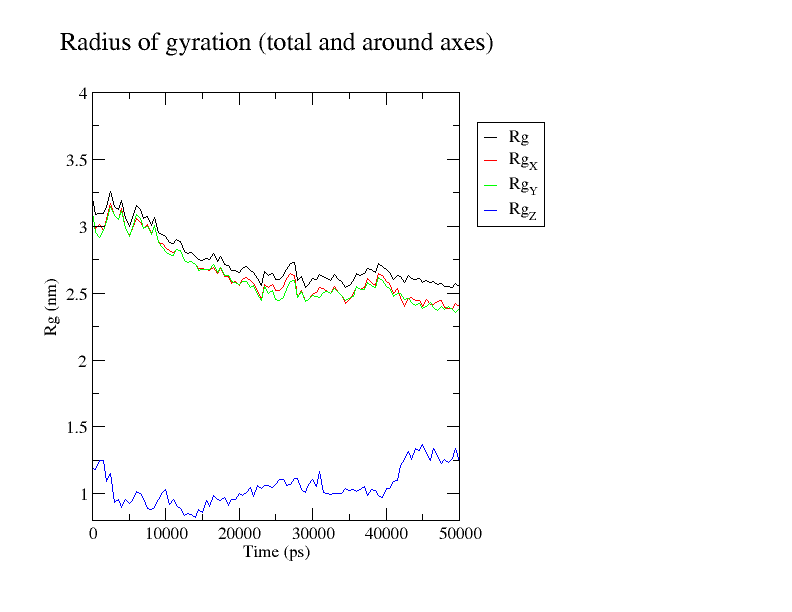 Radius of gyration (total and around axes)
4
3.5
3
2.5
2
1.5
1
Rg (nm)
0 10000 20000 30000 40000 50000
Time (ps)
Rg
RgX
RgY
RgZ